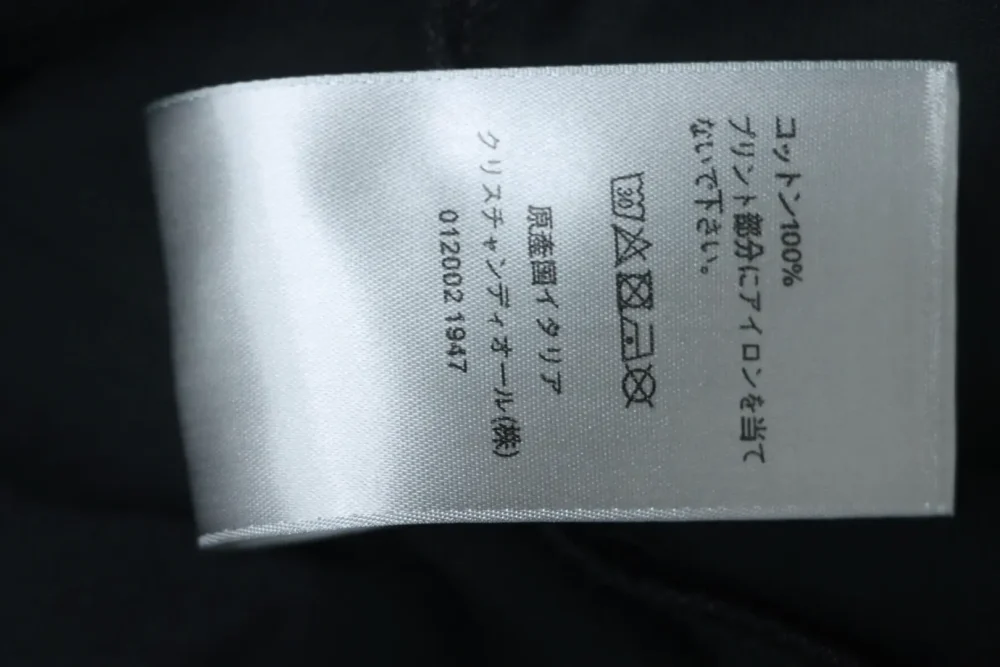 コットン100%
プリント部分にアイロンを当て
ないで下さい。
30
原産国イタリア
クリスチャンディオール(株)
012002 1947